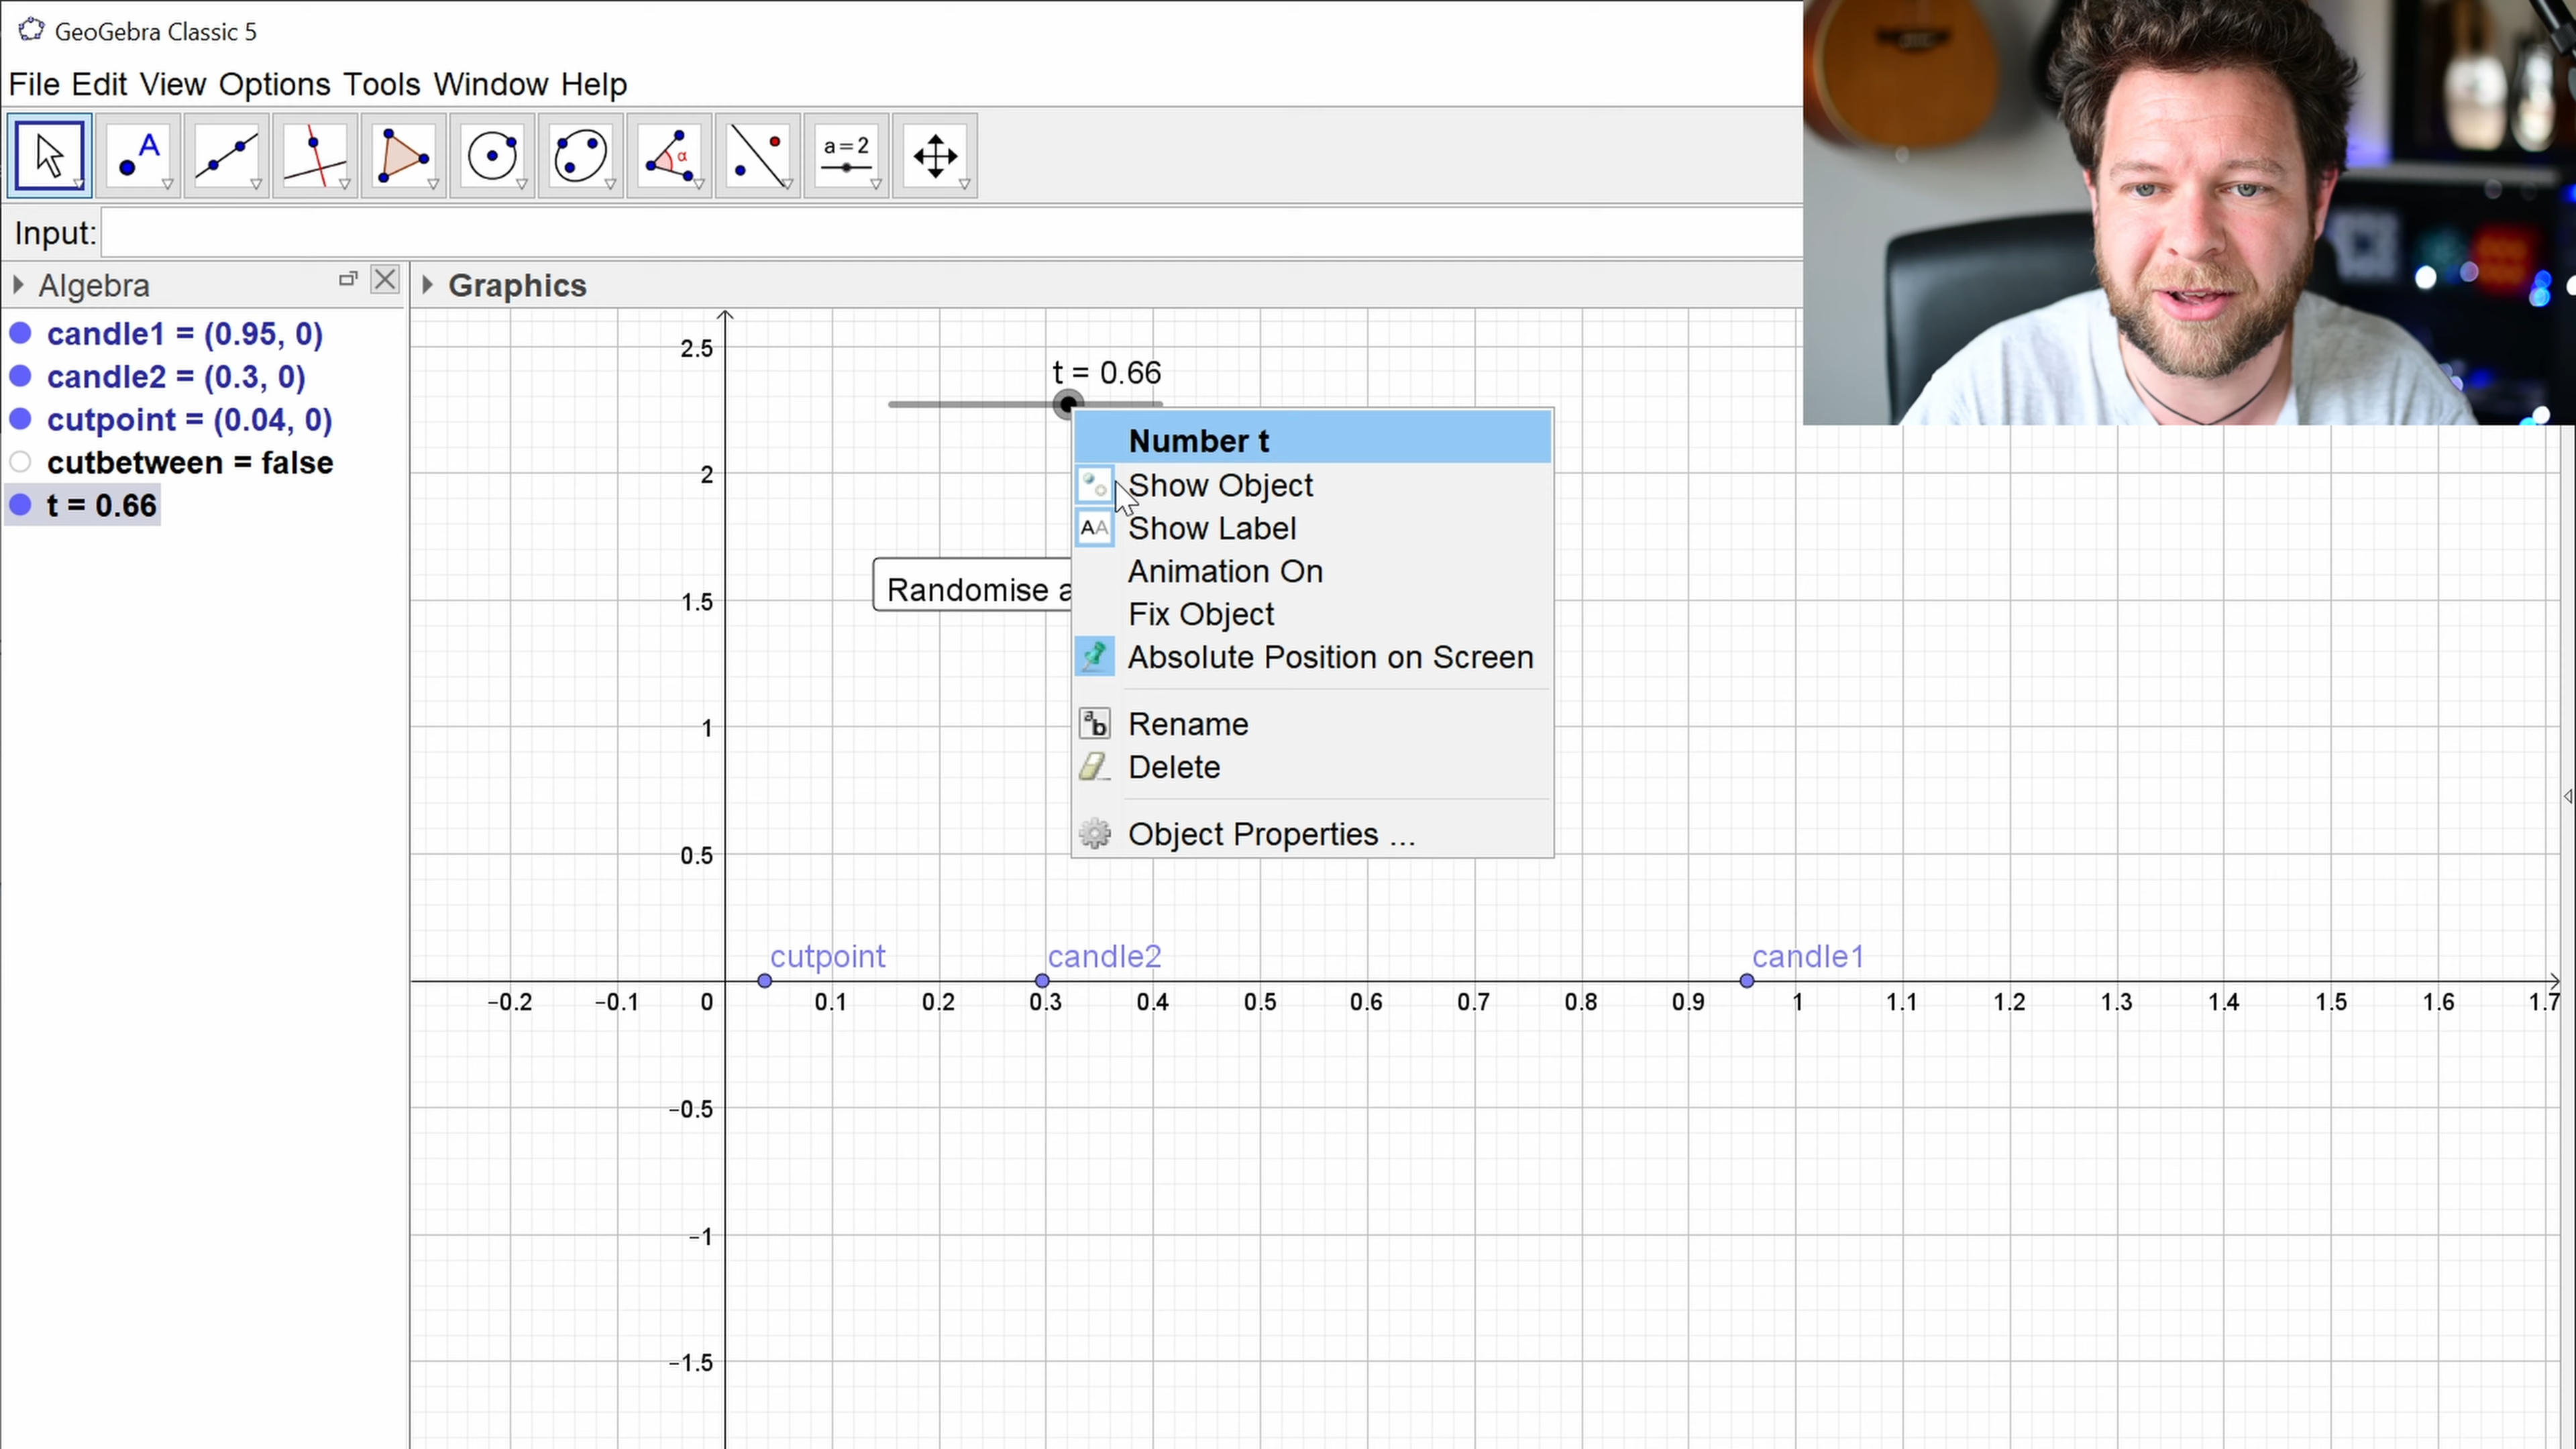 GeoGebra Classic 5
File Edit View Options Tools Window Help
A
α
a=2
Input:
Algebra
Graphics
candle1 = (0.95, 0)
candle2 = (0.3, 0)
cutpoint = (0.04, 0)
cutbetween = false
t = 0.66
t = 0.66
Number t
Show Object
AA Show Label
Animation On
Fix Object
Absolute Position on Screen
ab Rename
Delete
Object Properties ...
Randomise a
2.5
2
1.5
1
0.5
cutpoint
candle2
candle1
−0.2 −0.1 0 0.1 0.2 0.3 0.4 0.5 0.6 0.7 0.8 0.9 1 1.1 1.2 1.3 1.4 1.5 1.6 1.7
−0.5
−1
−1.5